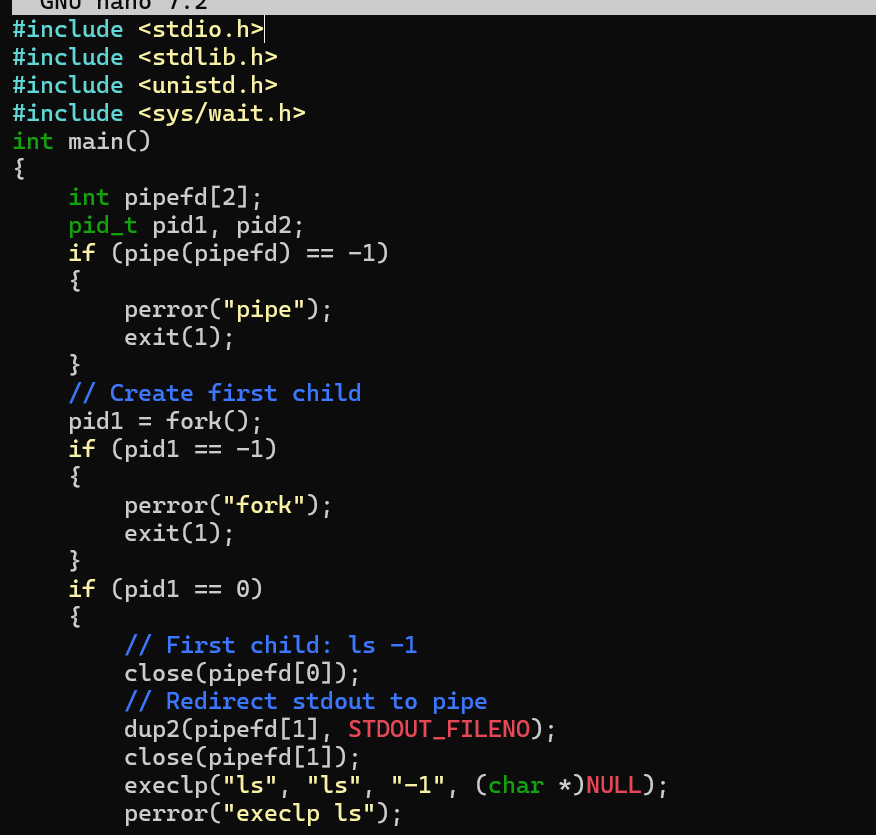 GNU nano 7.2
#include <stdio.h>
#include <stdlib.h>
#include <unistd.h>
#include <sys/wait.h>
int main()
{
    int pipefd[2];
    pid_t pid1, pid2;
    if (pipe(pipefd) == -1)
    {
        perror("pipe");
        exit(1);
    }
    // Create first child
    pid1 = fork();
    if (pid1 == -1)
    {
        perror("fork");
        exit(1);
    }
    if (pid1 == 0)
    {
        // First child: ls -1
        close(pipefd[0]);
        // Redirect stdout to pipe
        dup2(pipefd[1], STDOUT_FILENO);
        close(pipefd[1]);
        execlp("ls", "ls", "-1", (char *)NULL);
        perror("execlp ls");